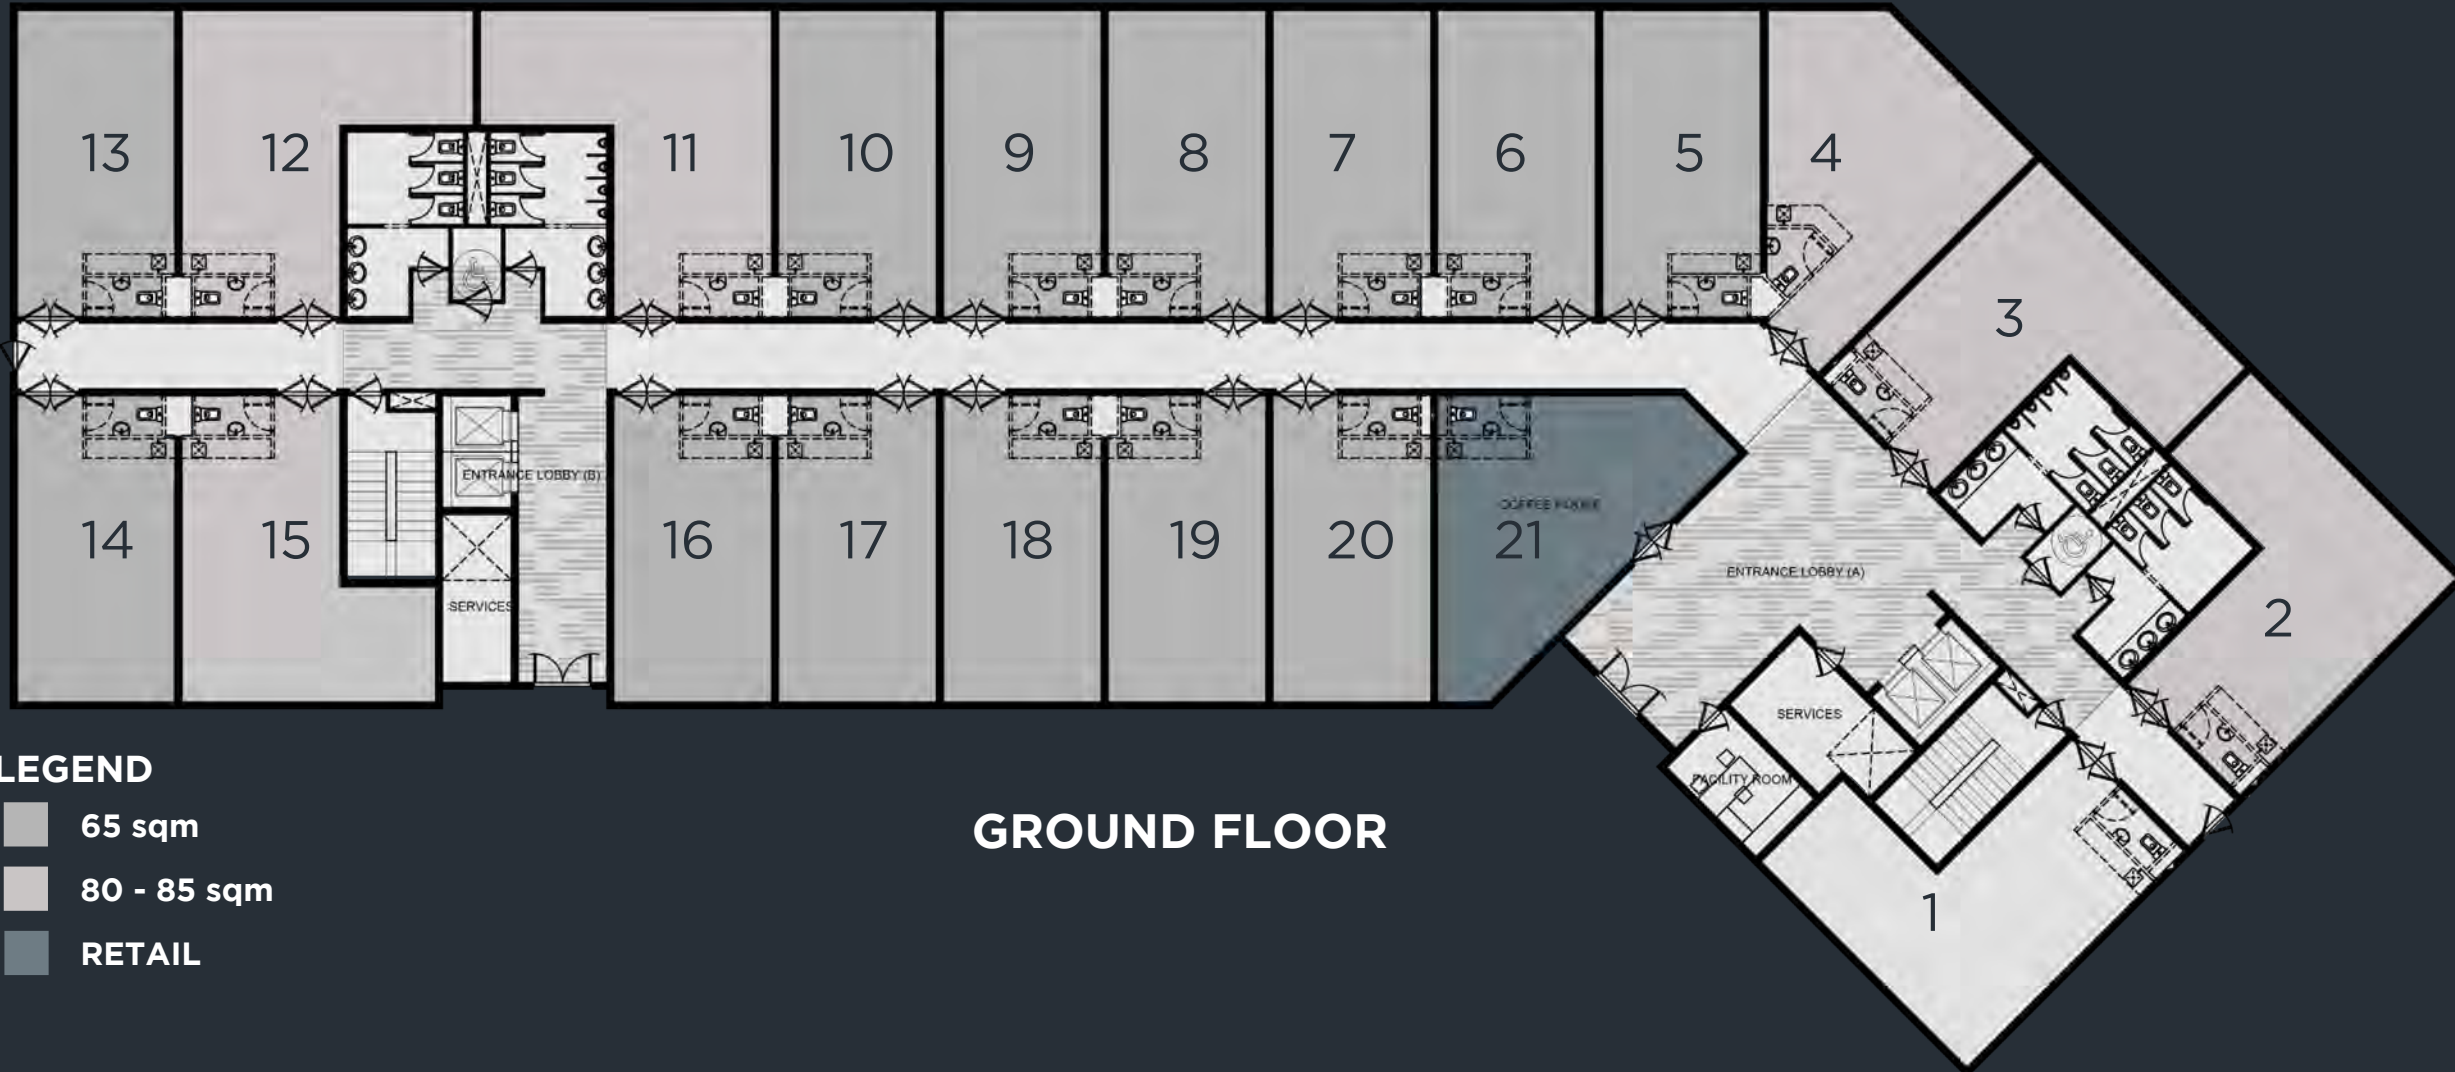 13
12
11
10
9
8
7
6
5
4
3
ENTRANCE LOBBY (B)
14
15
16
17
18
19
20
COFFEE HOUSE
21
ENTRANCE LOBBY (A)
SERVICES
2
SERVICES
FACILITY ROOM
1
LEGEND
65 sqm
80 - 85 sqm
RETAIL
GROUND FLOOR